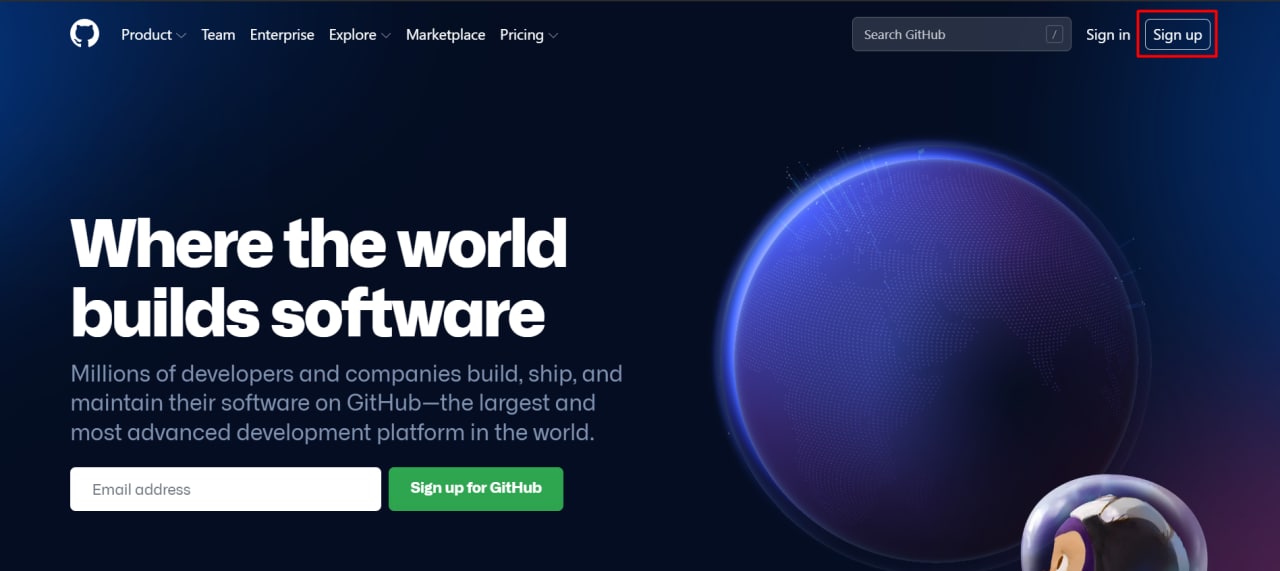 Product Team Enterprise Explore Marketplace Pricing Search GitHub / Sign in Sign up
Where the world
builds software
Millions of developers and companies build, ship, and
maintain their software on GitHub—the largest and
most advanced development platform in the world.
Email address Sign up for GitHub